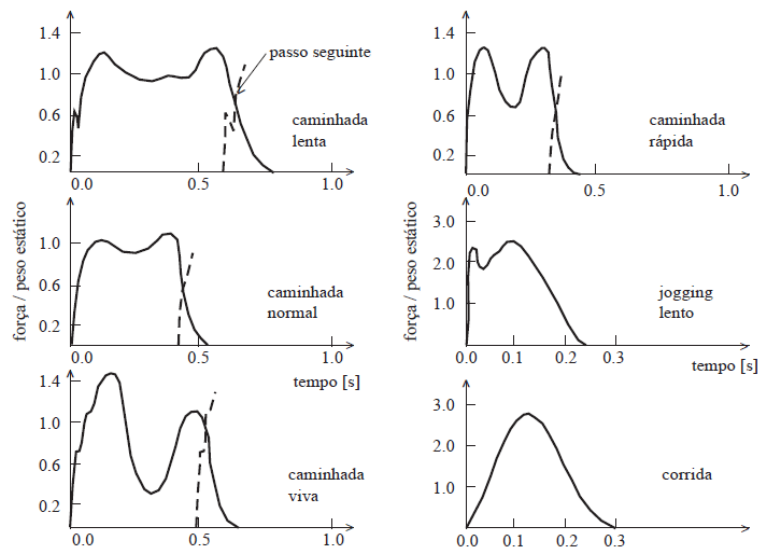 1.4
1.0
0.6
0.2
0.0
0.5
1.0
passo seguinte
caminhada
lenta
1.4
1.0
0.6
0.2
0.0
0.5
1.0
caminhada
rápida
força / peso estático
1.0
0.6
0.2
0.0
0.5
1.0
caminhada
normal
tempo [s]
força / peso estático
3.0
2.0
1.0
0.0
0.1
0.2
0.3
jogging
lento
tempo [s]
1.4
1.0
0.6
0.2
0.0
0.5
1.0
caminhada
viva
3.0
2.0
1.0
0.0
0.1
0.2
0.3
corrida